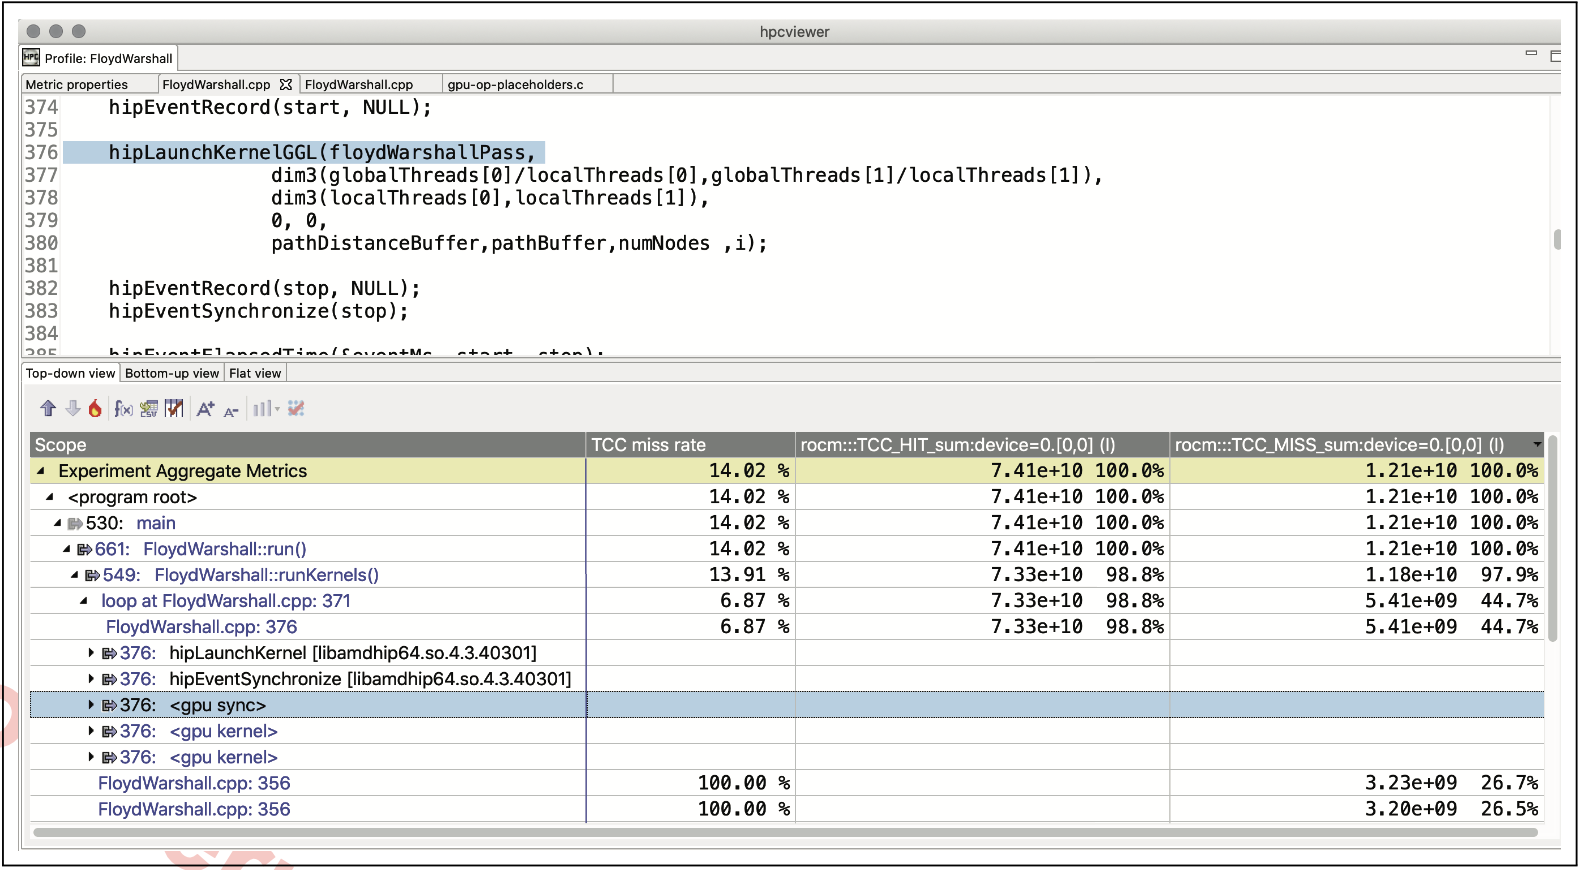 hpcviewer
HPC Profile: FloydWarshall
Metric properties FloydWarshall.cpp FloydWarshall.cpp gpu-op-placeholders.c
374 hipEventRecord(start, NULL);
375
376 hipLaunchKernelGGL(floydWarshallPass,
377 dim3(globalThreads[0]/localThreads[0],globalThreads[1]/localThreads[1]),
378 dim3(localThreads[0],localThreads[1]),
379 0, 0,
380 pathDistanceBuffer,pathBuffer,numNodes ,i);
381
382 hipEventRecord(stop, NULL);
383 hipEventSynchronize(stop);
384
385 hipEventElapsedTime(&eventMs, start, stop);
Top-down view Bottom-up view Flat view
f(x) CSV A+ A-
Scope TCC miss rate rocm:::TCC_HIT_sum:device=0.[0,0] (I) rocm:::TCC_MISS_sum:device=0.[0,0] (I)
Experiment Aggregate Metrics 14.02 % 7.41e+10 100.0% 1.21e+10 100.0%
<program root> 14.02 % 7.41e+10 100.0% 1.21e+10 100.0%
530: main 14.02 % 7.41e+10 100.0% 1.21e+10 100.0%
661: FloydWarshall::run() 14.02 % 7.41e+10 100.0% 1.21e+10 100.0%
549: FloydWarshall::runKernels() 13.91 % 7.33e+10 98.8% 1.18e+10 97.9%
loop at FloydWarshall.cpp: 371 6.87 % 7.33e+10 98.8% 5.41e+09 44.7%
FloydWarshall.cpp: 376 6.87 % 7.33e+10 98.8% 5.41e+09 44.7%
376: hipLaunchKernel [libamdhip64.so.4.3.40301]
376: hipEventSynchronize [libamdhip64.so.4.3.40301]
376: <gpu sync>
376: <gpu kernel>
376: <gpu kernel>
FloydWarshall.cpp: 356 100.00 % 3.23e+09 26.7%
FloydWarshall.cpp: 356 100.00 % 3.20e+09 26.5%